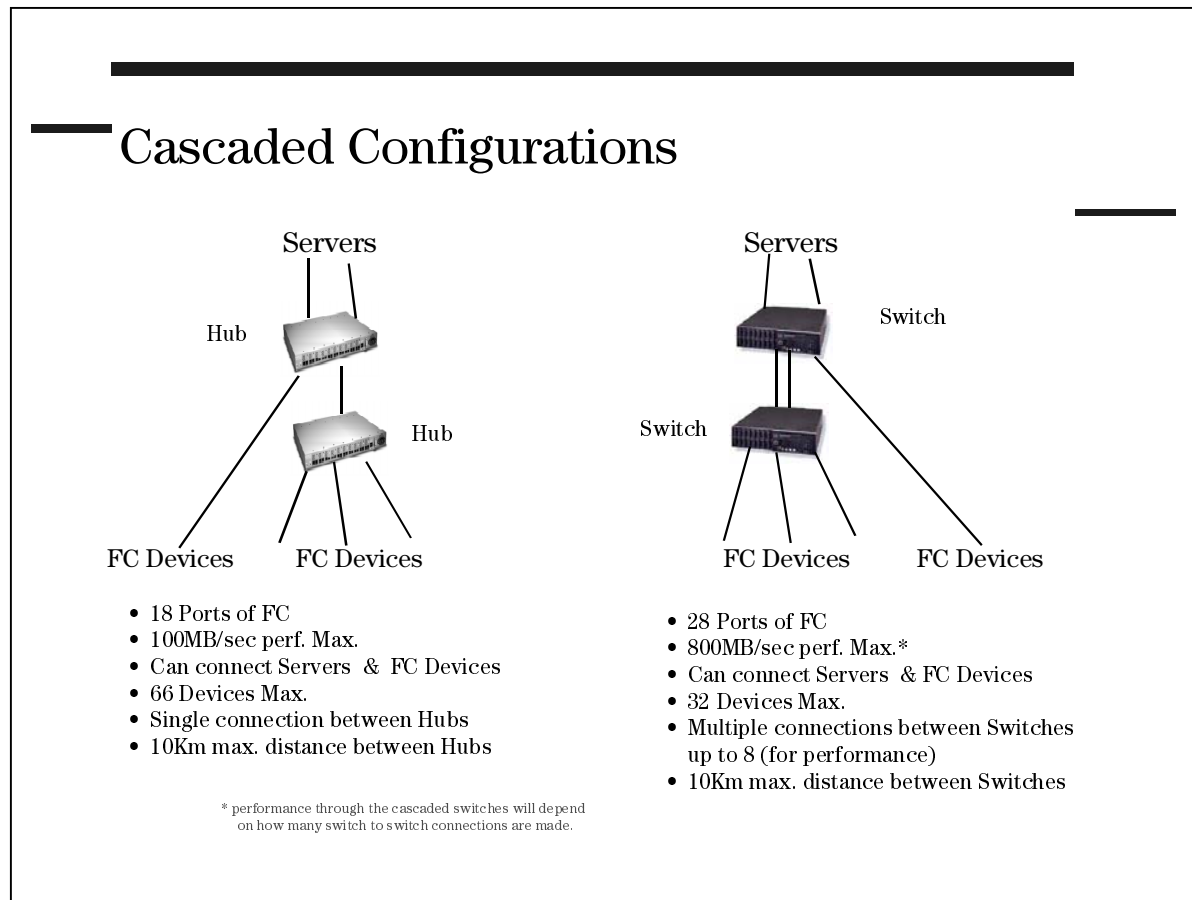 Cascaded Configurations
Servers
Hub
Hub
FC Devices
FC Devices
• 18 Ports of FC
• 100MB/sec perf. Max.
• Can connect Servers & FC Devices
• 66 Devices Max.
• Single connection between Hubs
• 10Km max. distance between Hubs
Servers
Switch
Switch
FC Devices
FC Devices
• 28 Ports of FC
• 800MB/sec perf. Max.*
• Can connect Servers & FC Devices
• 32 Devices Max.
• Multiple connections between Switches
up to 8 (for performance)
• 10Km max. distance between Switches
* performance through the cascaded switches will depend
on how many switch to switch connections are made.